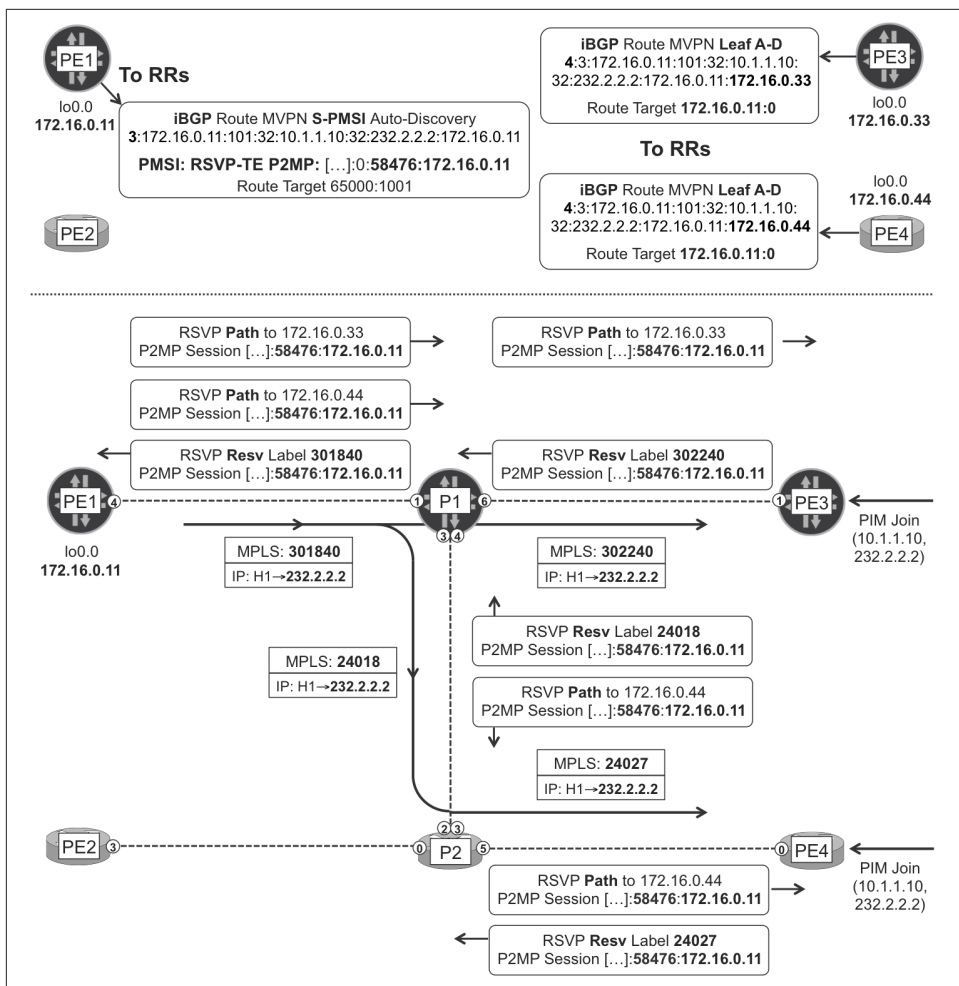 PE1
lo0.0
172.16.0.11
To RRs
iBGP Route MVPN S-PMSI Auto-Discovery
3:172.16.0.11:101:32:10.1.1.10:32:232.2.2.2:172.16.0.11
PMSI: RSVP-TE P2MP: [...]:0:58476:172.16.0.11
Route Target 65000:1001
PE2
iBGP Route MVPN Leaf A-D
4:3:172.16.0.11:101:32:10.1.1.10:
32:232.2.2.2:172.16.0.11:172.16.0.33
Route Target 172.16.0.11:0
PE3
lo0.0
172.16.0.33
To RRs
iBGP Route MVPN Leaf A-D
4:3:172.16.0.11:101:32:10.1.1.10:
32:232.2.2.2:172.16.0.11:172.16.0.44
Route Target 172.16.0.11:0
lo0.0
172.16.0.44
PE4
RSVP Path to 172.16.0.33
P2MP Session [...]:58476:172.16.0.11
RSVP Path to 172.16.0.33
P2MP Session [...]:58476:172.16.0.11
RSVP Path to 172.16.0.44
P2MP Session [...]:58476:172.16.0.11
RSVP Resv Label 301840
P2MP Session [...]:58476:172.16.0.11
RSVP Resv Label 302240
P2MP Session [...]:58476:172.16.0.11
PE1
4
1
P1
6
3
4
1
PE3
lo0.0
172.16.0.11
PIM Join
(10.1.1.10,
232.2.2.2)
MPLS: 301840
IP: H1→232.2.2.2
MPLS: 302240
IP: H1→232.2.2.2
RSVP Resv Label 24018
P2MP Session [...]:58476:172.16.0.11
MPLS: 24018
IP: H1→232.2.2.2
RSVP Path to 172.16.0.44
P2MP Session [...]:58476:172.16.0.11
MPLS: 24027
IP: H1→232.2.2.2
PE2
3
0
2
3
P2
5
0
PE4
PIM Join
(10.1.1.10,
232.2.2.2)
RSVP Path to 172.16.0.44
P2MP Session [...]:58476:172.16.0.11
RSVP Resv Label 24027
P2MP Session [...]:58476:172.16.0.11